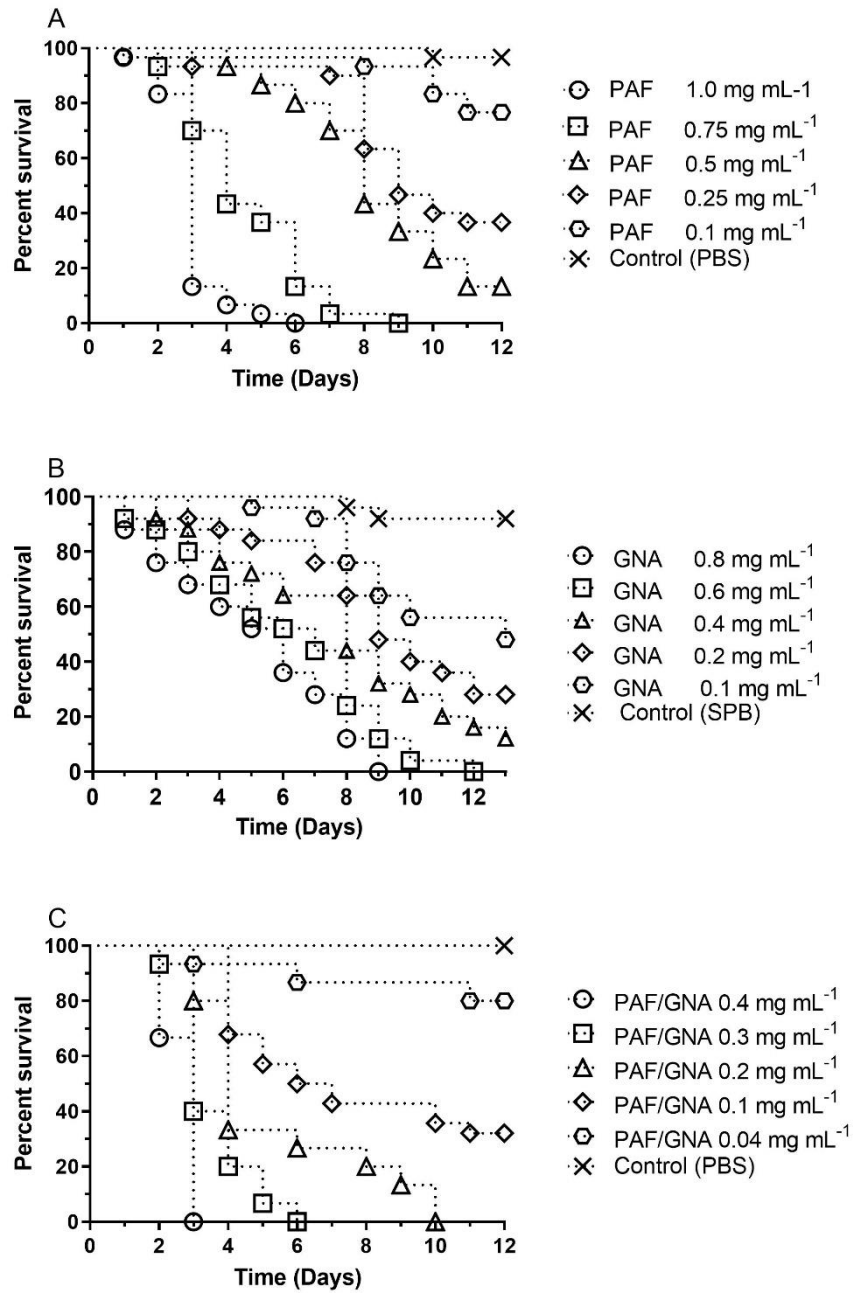 A
100
80
60
40
20
0
Percent survival
0 2 4 6 8 10 12
Time (Days)
PAF 1.0 mg mL-1
PAF 0.75 mg mL⁻¹
PAF 0.5 mg mL⁻¹
PAF 0.25 mg mL⁻¹
PAF 0.1 mg mL⁻¹
Control (PBS)
B
100
80
60
40
20
0
Percent survival
0 2 4 6 8 10 12
Time (Days)
GNA 0.8 mg mL⁻¹
GNA 0.6 mg mL⁻¹
GNA 0.4 mg mL⁻¹
GNA 0.2 mg mL⁻¹
GNA 0.1 mg mL⁻¹
Control (SPB)
C
100
80
60
40
20
0
Percent survival
0 2 4 6 8 10 12
Time (Days)
PAF/GNA 0.4 mg mL⁻¹
PAF/GNA 0.3 mg mL⁻¹
PAF/GNA 0.2 mg mL⁻¹
PAF/GNA 0.1 mg mL⁻¹
PAF/GNA 0.04 mg mL⁻¹
Control (PBS)